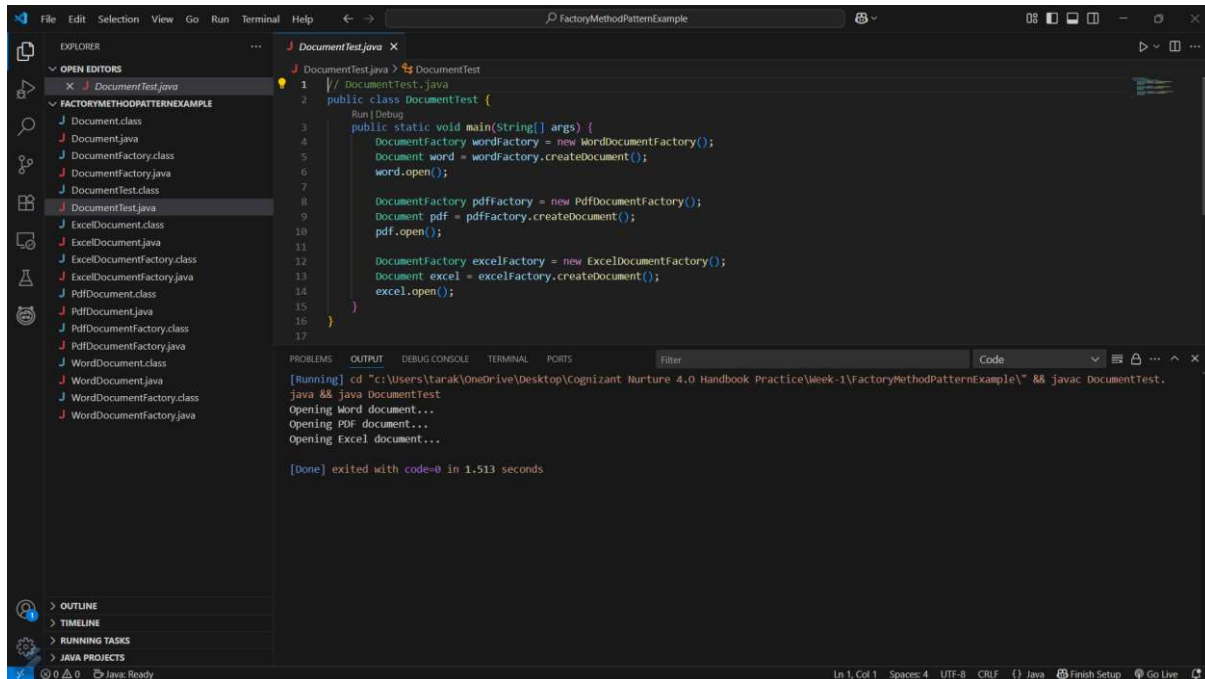 File Edit Selection View Go Run Terminal Help
FactoryMethodPatternExample
EXPLORER
OPEN EDITORS
DocumentTest.java
FACTORYMETHODPATTERNEXAMPLE
J Document.class
J Document.java
J DocumentFactory.class
J DocumentFactory.java
J DocumentTest.class
J DocumentTest.java
J ExcelDocument.class
J ExcelDocument.java
J ExcelDocumentFactory.class
J ExcelDocumentFactory.java
J PdfDocument.class
J PdfDocument.java
J PdfDocumentFactory.class
J PdfDocumentFactory.java
J WordDocument.class
J WordDocument.java
J WordDocumentFactory.class
J WordDocumentFactory.java
OUTLINE
TIMELINE
RUNNING TASKS
JAVA PROJECTS
J DocumentTest.java
J DocumentTest.java > DocumentTest
1 // DocumentTest.java
2 public class DocumentTest {
Run | Debug
3 public static void main(String[] args) {
4 DocumentFactory wordFactory = new WordDocumentFactory();
5 Document word = wordFactory.createDocument();
6 word.open();
7
8 DocumentFactory pdfFactory = new PdfDocumentFactory();
9 Document pdf = pdfFactory.createDocument();
10 pdf.open();
11
12 DocumentFactory excelFactory = new ExcelDocumentFactory();
13 Document excel = excelFactory.createDocument();
14 excel.open();
15 }
16 }
17
PROBLEMS OUTPUT DEBUG CONSOLE TERMINAL PORTS Filter Code
[Running] cd "c:\Users\tarak\OneDrive\Desktop\Cognizant Nurture 4.0 Handbook Practice\Week-1\FactoryMethodPatternExample\" && javac DocumentTest.
java && java DocumentTest
Opening Word document...
Opening PDF document...
Opening Excel document...
[Done] exited with code=0 in 1.513 seconds
0 0 Java: Ready Ln 1, Col 1 Spaces: 4 UTF-8 CRLF {} Java Finish Setup Go Live